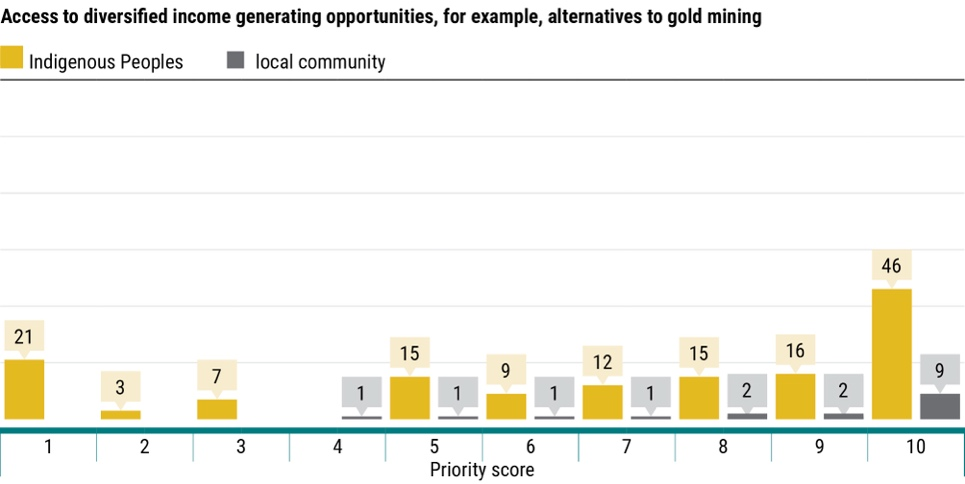 Access to diversified income generating opportunities, for example, alternatives to gold mining
Indigenous Peoples local community
21 3 7 1 15 1 9 1 12 1 15 2 16 2 46 9
1 2 3 4 5 6 7 8 9 10
Priority score